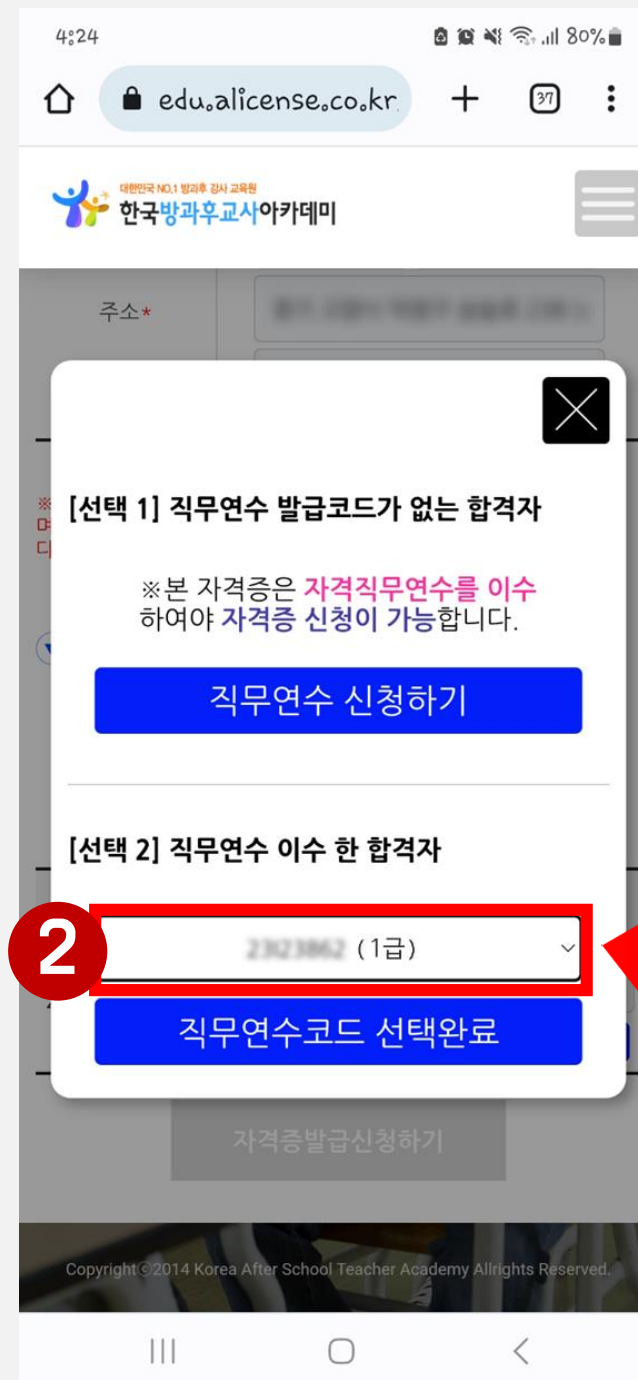 4:24
80%
edu.alicense.co.kr
37
대한민국 NO.1 방과후 강사 교육원
한국방과후교사아카데미
주소*
[선택 1] 직무연수 발급코드가 없는 합격자
※본 자격증은 자격직무연수를 이수
하여야 자격증 신청이 가능합니다.
직무연수 신청하기
[선택 2] 직무연수 이수 한 합격자
2
(1급)
직무연수코드 선택완료
자격증발급신청하기
Copyrightⓒ2014 Korea After School Teacher Academy Allrights Reserved.